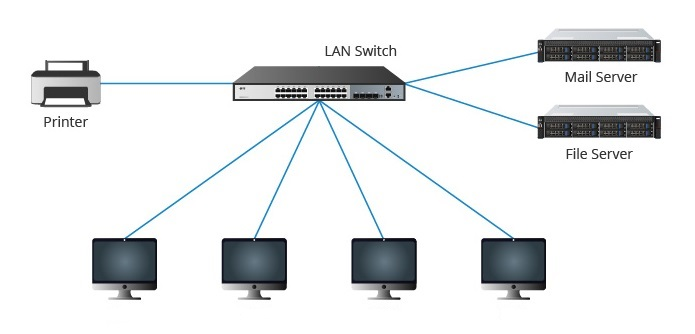 LAN Switch
Mail Server
Printer
File Server